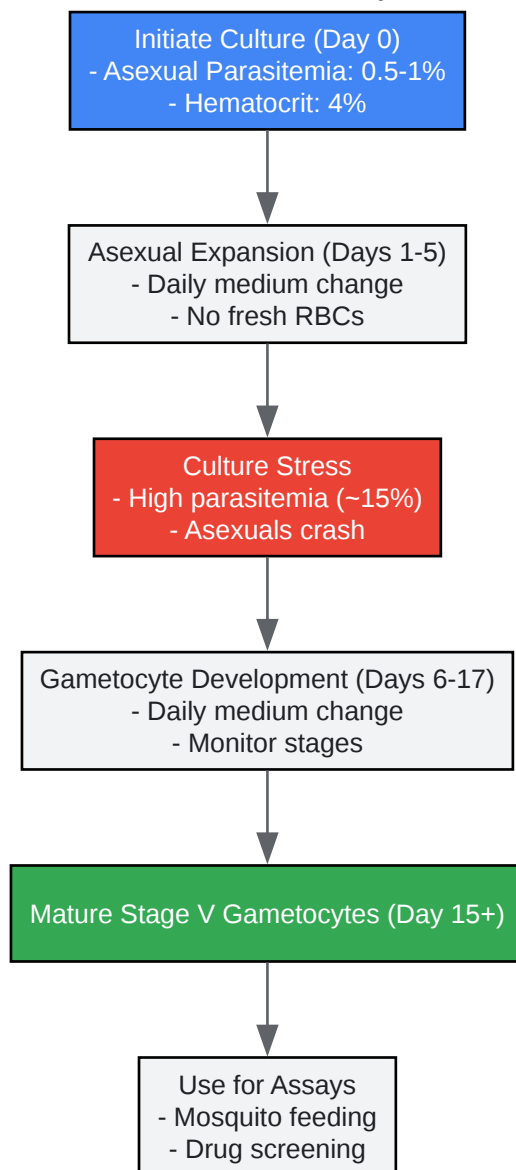 Initiate Culture (Day 0)
- Asexual Parasitemia: 0.5-1%
- Hematocrit: 4%
Asexual Expansion (Days 1-5)
- Daily medium change
- No fresh RBCs
Culture Stress
- High parasitemia (~15%)
- Asexuals crash
Gametocyte Development (Days 6-17)
- Daily medium change
- Monitor stages
Mature Stage V Gametocytes (Day 15+)
Use for Assays
- Mosquito feeding
- Drug screening